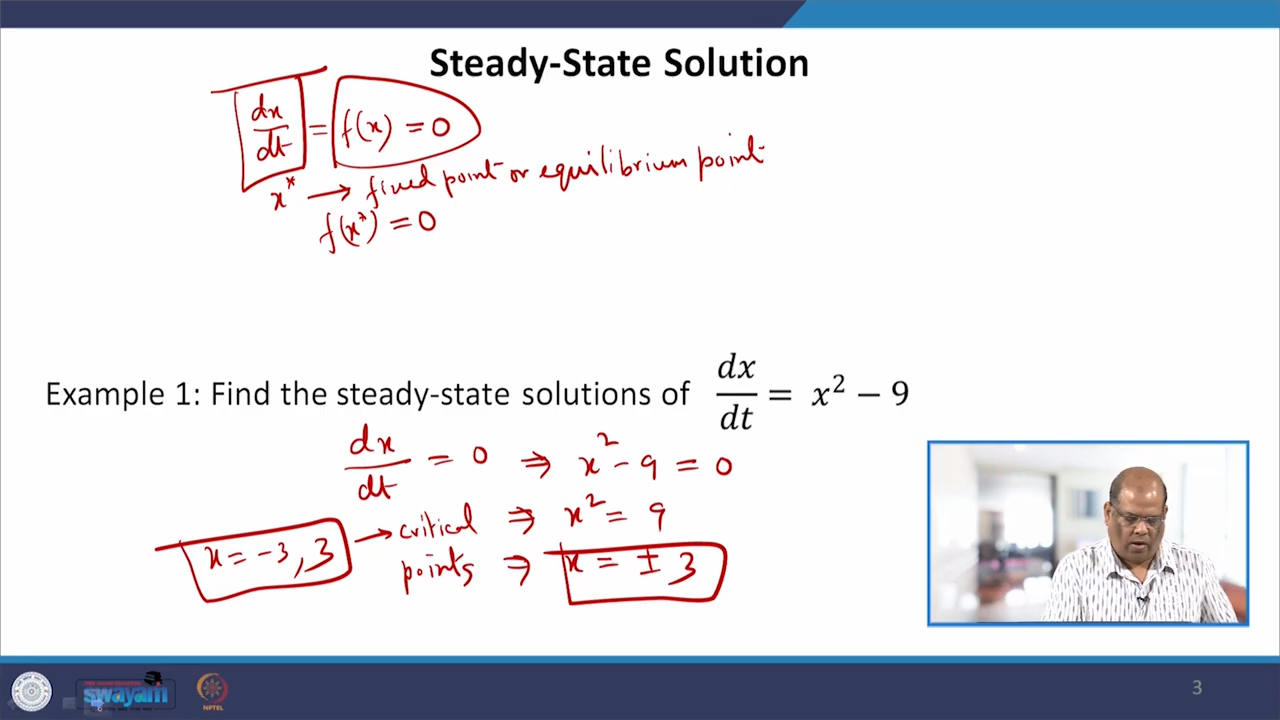 Steady-State Solution
dx/dt = f(x) = 0
x* → fixed point or equilibrium point
f(x*) = 0
Example 1: Find the steady-state solutions of dx/dt = x² − 9
dx/dt = 0 ⇒ x² - 9 = 0
x = -3, 3 → critical points
⇒ x² = 9
⇒ x = ± 3
3
swayam
NPTEL